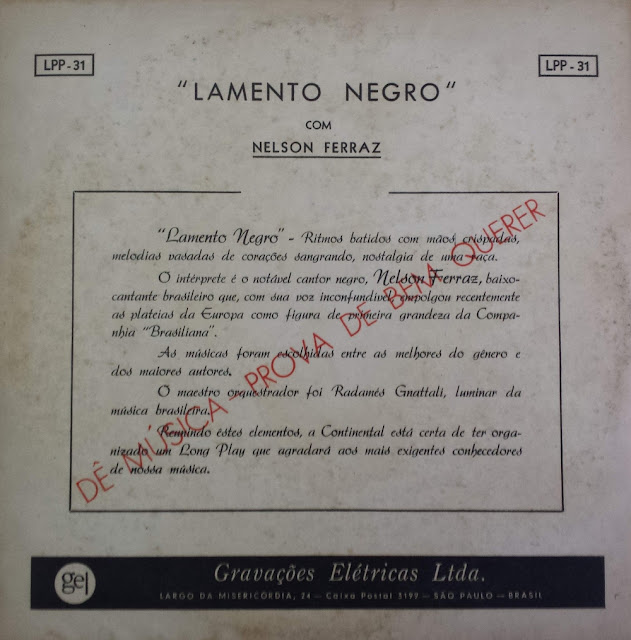 LPP - 31
LPP - 31
"LAMENTO NEGRO"
COM
NELSON FERRAZ
"Lamento Negro" - Ritmos batidos com mãos crispadas,
melodias vasadas de corações sangrando, nostalgia de uma raça.
O intérprete é o notável cantor negro, Nelson Ferraz, baixo-
cantante brasileiro que, com sua voz inconfundivel, empolgou recentemente
as plateias da Europa como figura de primeira grandeza da Compa-
nhia "Brasiliana".
As músicas foram escolhidas entre as melhores do gênero e
dos maiores autores.
O maestro orquestrador foi Radamés Gnattali, luminar da
música brasileira.
Reunindo êstes elementos, a Continental está certa de ter orga-
nizado um Long Play que agradará aos mais exigentes conhecedores
de nossa música.
DÊ MÚSICA - PROVA DE BEM QUERER
gel
Gravações Elétricas Ltda.
LARGO DA MISERICORDIA, 24 — Caixa Postal 3199 — SÃO PAULO — BRASIL